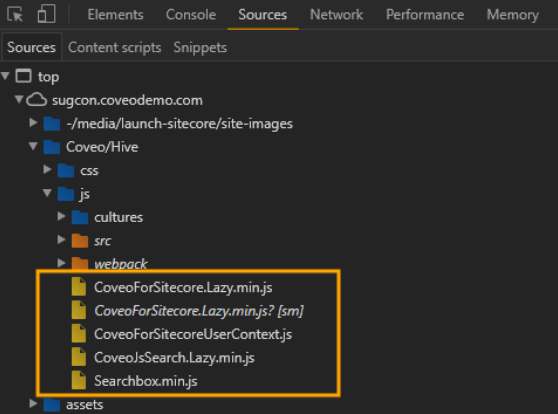 Elements Console Sources Network Performance Memory
Sources Content scripts Snippets
top
sugcon.coveodemo.com
-/media/launch-sitecore/site-images
Coveo/Hive
css
js
cultures
src
webpack
CoveoForSitecore.Lazy.min.js
CoveoForSitecore.Lazy.min.js? [sm]
CoveoForSitecoreUserContext.js
CoveoJsSearch.Lazy.min.js
Searchbox.min.js
assets